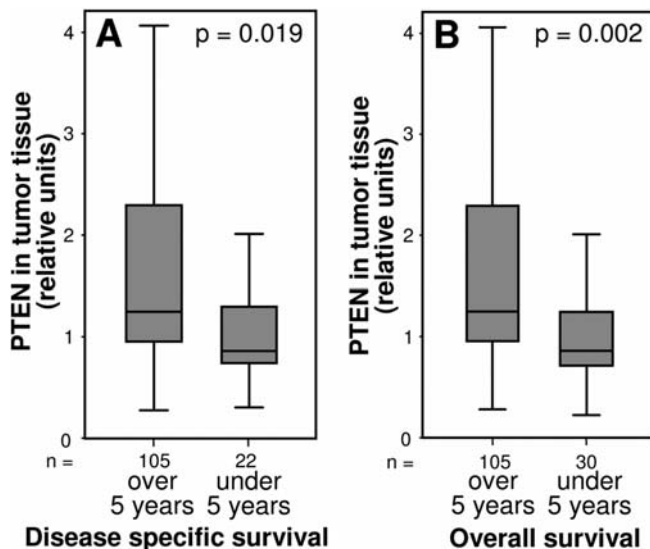 A p = 0.019
PTEN in tumor tissue
(relative units)
4
3
2
1
0
n = 105 22
over under
5 years 5 years
Disease specific survival
B p = 0.002
PTEN in tumor tissue
(relative units)
4
3
2
1
0
n = 105 30
over under
5 years 5 years
Overall survival